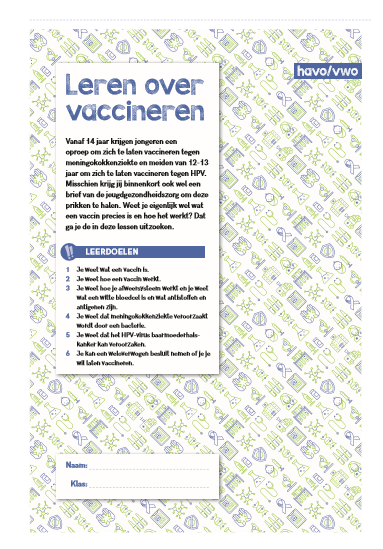 havo/vwo
Leren over
vaccineren
Vanaf 14 jaar krijgen jongeren een
oproep om zich te laten vaccineren tegen
meningokokkenziekte en meiden van 12-13
jaar om zich te laten vaccineren tegen HPV.
Misschien krijg jij binnenkort ook wel een
brief van de jeugdgezondheidszorg om deze
prikken te halen. Weet je eigenlijk wel wat
een vaccin precies is en hoe het werkt? Dat
ga je de in deze lessen uitzoeken.
LEERDOELEN
1 Je weet wat een vaccin is.
2 Je weet hoe een vaccin werkt.
3 Je weet hoe je afweersysteem werkt en je weet
wat een witte bloedcel is en wat antistoffen en
antigenen zijn.
4 Je weet dat meningokokkenziekte veroorzaakt
wordt door een bacterie.
5 Je weet dat het HPV-virus baarmoederhals-
kanker kan veroorzaken.
6 Je kan een weloverwogen besluit nemen of je je
wil laten vaccineren.
Naam:
Klas: